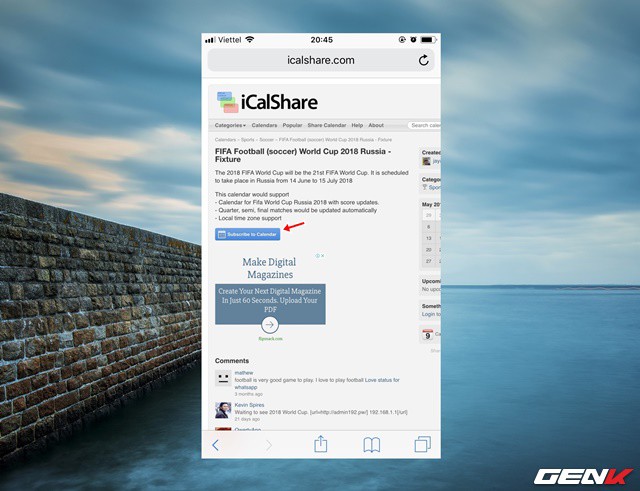 Viettel 20:45
icalshare.com
iCalShare
Categories Calendars Popular Share Calendar Help About Search calen
Calendars - Sports - Soccer - FIFA Football (soccer) World Cup 2018 Russia - Fixture
FIFA Football (soccer) World Cup 2018 Russia -
Fixture
The 2018 FIFA World Cup will be the 21st FIFA World Cup. It is scheduled
to take place in Russia from 14 June to 15 July 2018
This calendar would support
- Calendar for Fifa World Cup Russia 2018 with score updates.
- Quarter, semi, final matches would be updated automatically
- Local time zone support
Subscribe to Calendar
Created
jay
Category
Spor
May 201
29
6
13
20
27
Upcomi
No upco
Someth
Login to
9 Ge
Make Digital
Magazines
Create Your Next Digital Magazine
In Just 60 Seconds. Upload Your
PDF
flipsnack.com
Comments
mathew
football is very good game to play. I love to play football Love status for
whatsapp
9 months ago
Kevin Spires
Waiting to see 2018 World Cup. [url=http://admin192.pw/] 192.168.1.1[/url]
21 days ago
GENK